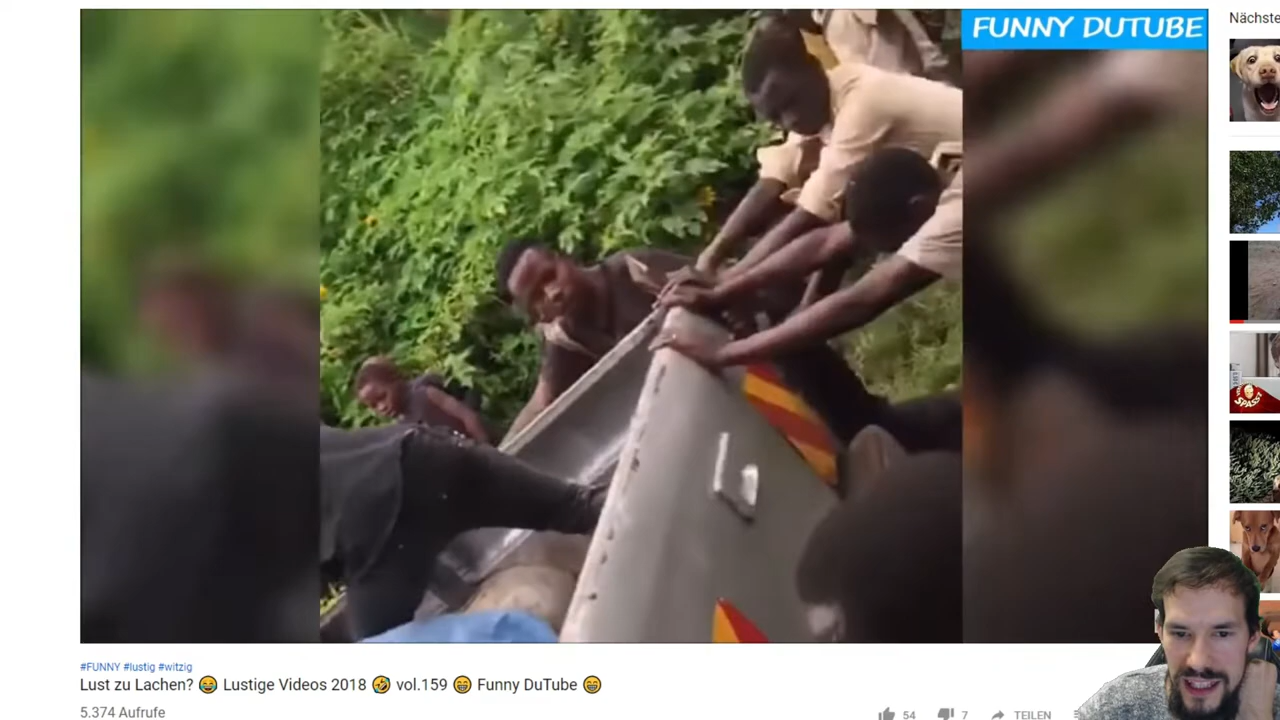 FUNNY DUTUBE
Nächste
#FUNNY #lustig #witzig
Lust zu Lachen? 😂 Lustige Videos 2018 🤣 vol.159 😁 Funny DuTube 😁
5.374 Aufrufe
54
7
TEILEN
SPASS